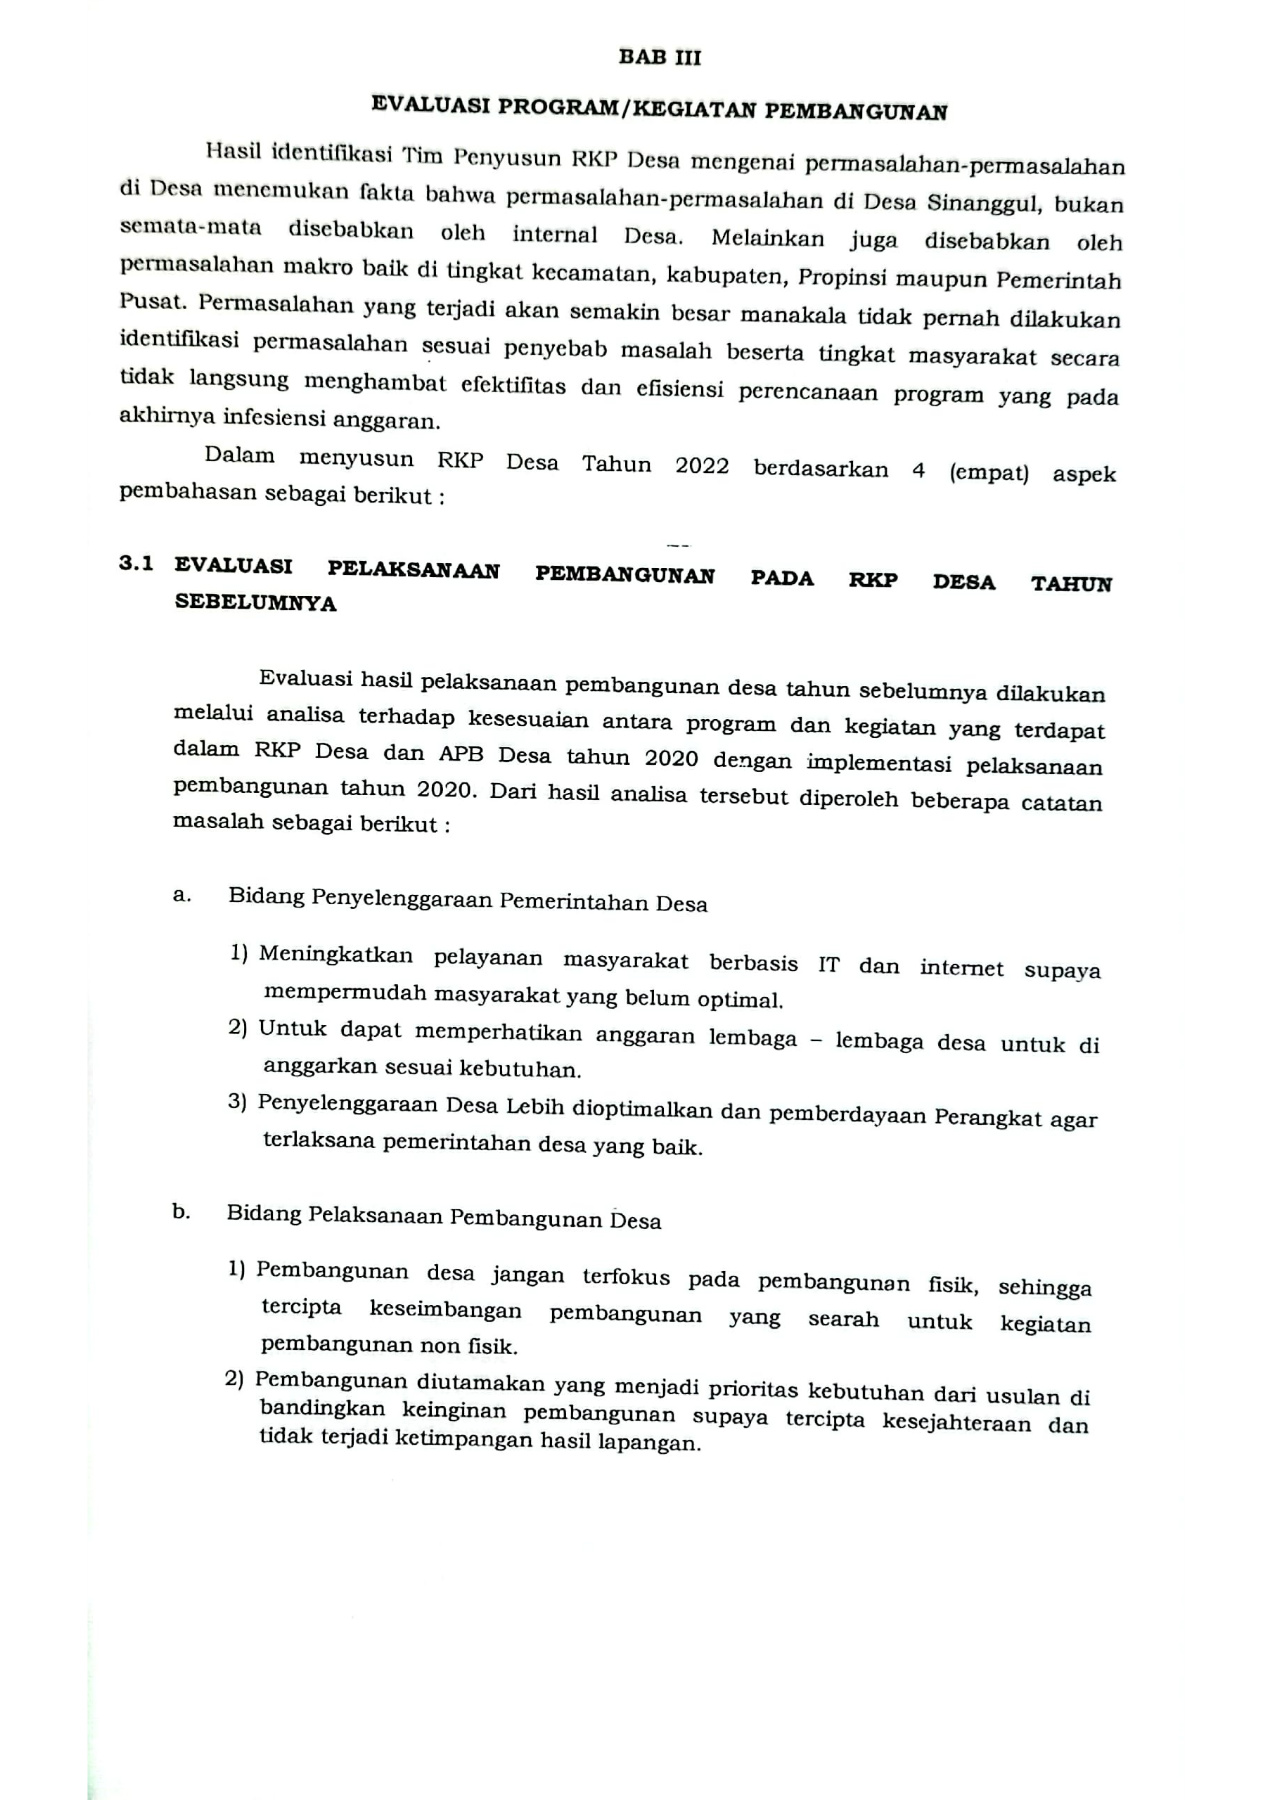 BAB III
EVALUASI PROGRAM/KEGIATAN PEMBANGUNAN
Hasil identifikasi Tim Penyusun RKP Desa mengenai permasalahan-permasalahan
di Desa menemukan fakta bahwa permasalahan-permasalahan di Desa Sinanggul, bukan
semata-mata disebabkan oleh internal Desa. Melainkan juga disebabkan oleh
permasalahan makro baik di tingkat kecamatan, kabupaten, Propinsi maupun Pemerintah
Pusat. Permasalahan yang terjadi akan semakin besar manakala tidak pernah dilakukan
identifikasi permasalahan sesuai penyebab masalah beserta tingkat masyarakat secara
tidak langsung menghambat efektifitas dan efisiensi perencanaan program yang pada
akhirnya infesiensi anggaran.
Dalam menyusun RKP Desa Tahun 2022 berdasarkan 4 (empat) aspek
pembahasan sebagai berikut :
3.1 EVALUASI PELAKSANAAN PEMBANGUNAN PADA RKP DESA TAHUN
SEBELUMNYA
Evaluasi hasil pelaksanaan pembangunan desa tahun sebelumnya dilakukan
melalui analisa terhadap kesesuaian antara program dan kegiatan yang terdapat
dalam RKP Desa dan APB Desa tahun 2020 dengan implementasi pelaksanaan
pembangunan tahun 2020. Dari hasil analisa tersebut diperoleh beberapa catatan
masalah sebagai berikut :
a. Bidang Penyelenggaraan Pemerintahan Desa
1) Meningkatkan pelayanan masyarakat berbasis IT dan internet supaya
mempermudah masyarakat yang belum optimal.
2) Untuk dapat memperhatikan anggaran lembaga – lembaga desa untuk di
anggarkan sesuai kebutuhan.
3) Penyelenggaraan Desa Lebih dioptimalkan dan pemberdayaan Perangkat agar
terlaksana pemerintahan desa yang baik.
b. Bidang Pelaksanaan Pembangunan Desa
1) Pembangunan desa jangan terfokus pada pembangunan fisik, sehingga
tercipta keseimbangan pembangunan yang searah untuk kegiatan
pembangunan non fisik.
2) Pembangunan diutamakan yang menjadi prioritas kebutuhan dari usulan di
bandingkan keinginan pembangunan supaya tercipta kesejahteraan dan
tidak terjadi ketimpangan hasil lapangan.